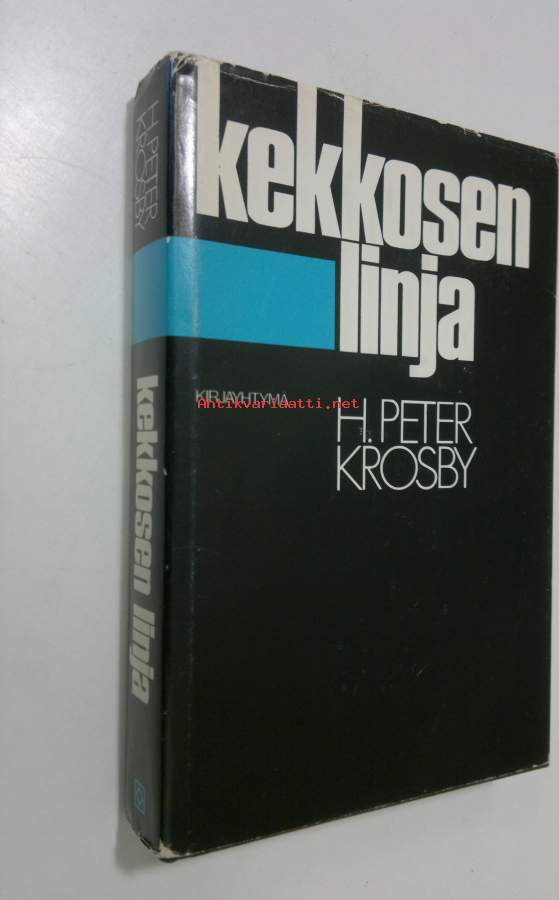 kekkosen
linja
KIRJAYHTYMÄ
Antikvariaatti.net
H. PETER
KROSBY
H. PETER
KROSBY
kekkosen linja